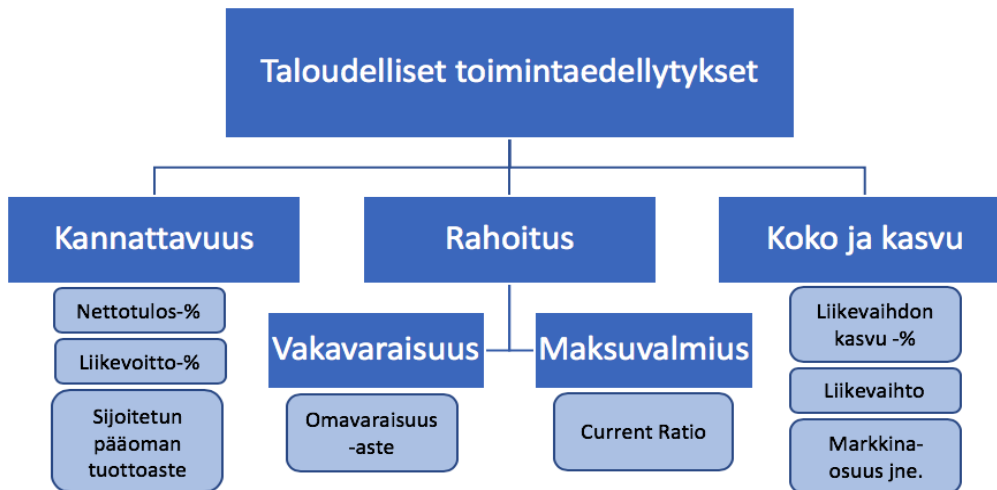 Taloudelliset toimintaedellytykset
Kannattavuus
Rahoitus
Koko ja kasvu
Nettotulos-%
Liikevoitto-%
Sijoitetun
pääoman
tuottoaste
Vakavaraisuus
Maksuvalmius
Omavaraisuus
-aste
Current Ratio
Liikevaihdon
kasvu -%
Liikevaihto
Markkina-
osuus jne.